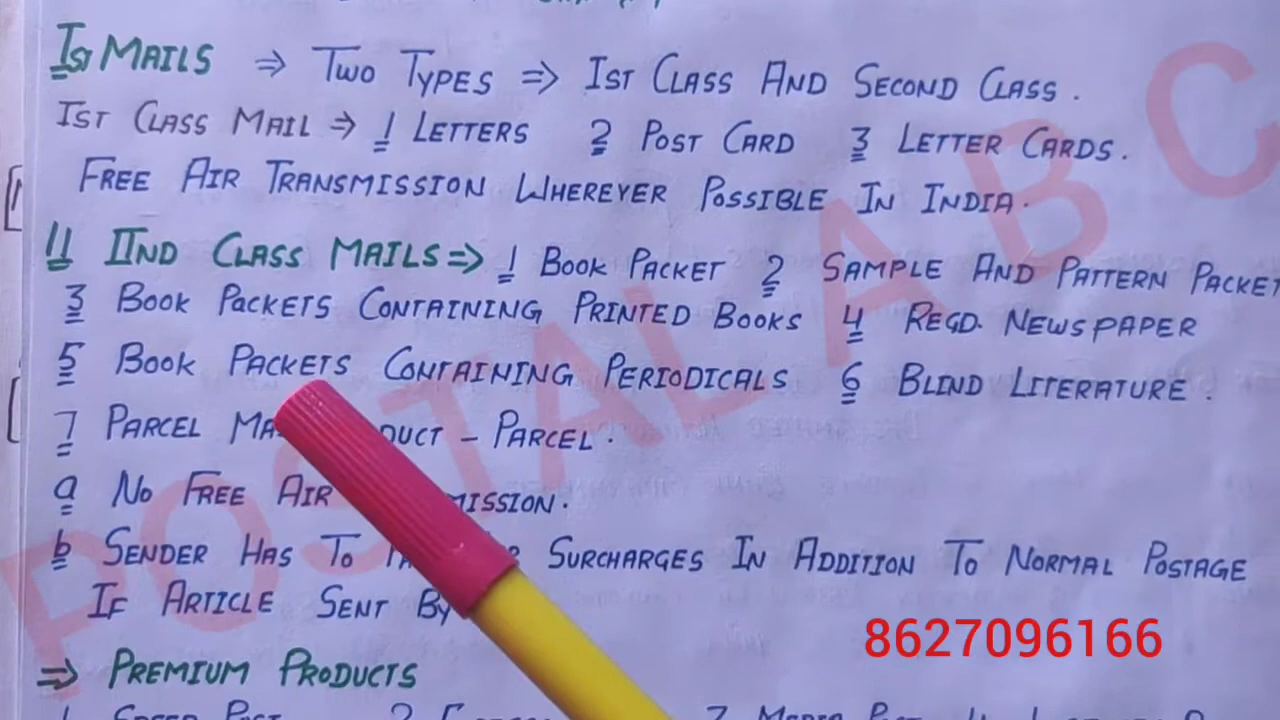 Ist MAILS ⇒ TWO TYPES ⇒ IST CLASS AND SECOND CLASS.
IST CLASS MAIL ⇒ 1 LETTERS 2 POST CARD 3 LETTER CARDS.
FREE AIR TRANSMISSION WHEREVER POSSIBLE IN INDIA.
11 IIND CLASS MAILS ⇒ 1 BOOK PACKET 2 SAMPLE AND PATTERN PACKET
3 BOOK PACKETS CONTAINING PRINTED BOOKS 4 REGD. NEWSPAPER
5 BOOK PACKETS CONTAINING PERIODICALS 6 BLIND LITERATURE.
7 PARCEL - PARCEL.
a NO FREE AIR
b SENDER HAS TO SURCHARGES IN ADDITION TO NORMAL POSTAGE
IF ARTICLE SENT BY
8627096166
⇒ PREMIUM PRODUCTS
POSTAL ABC